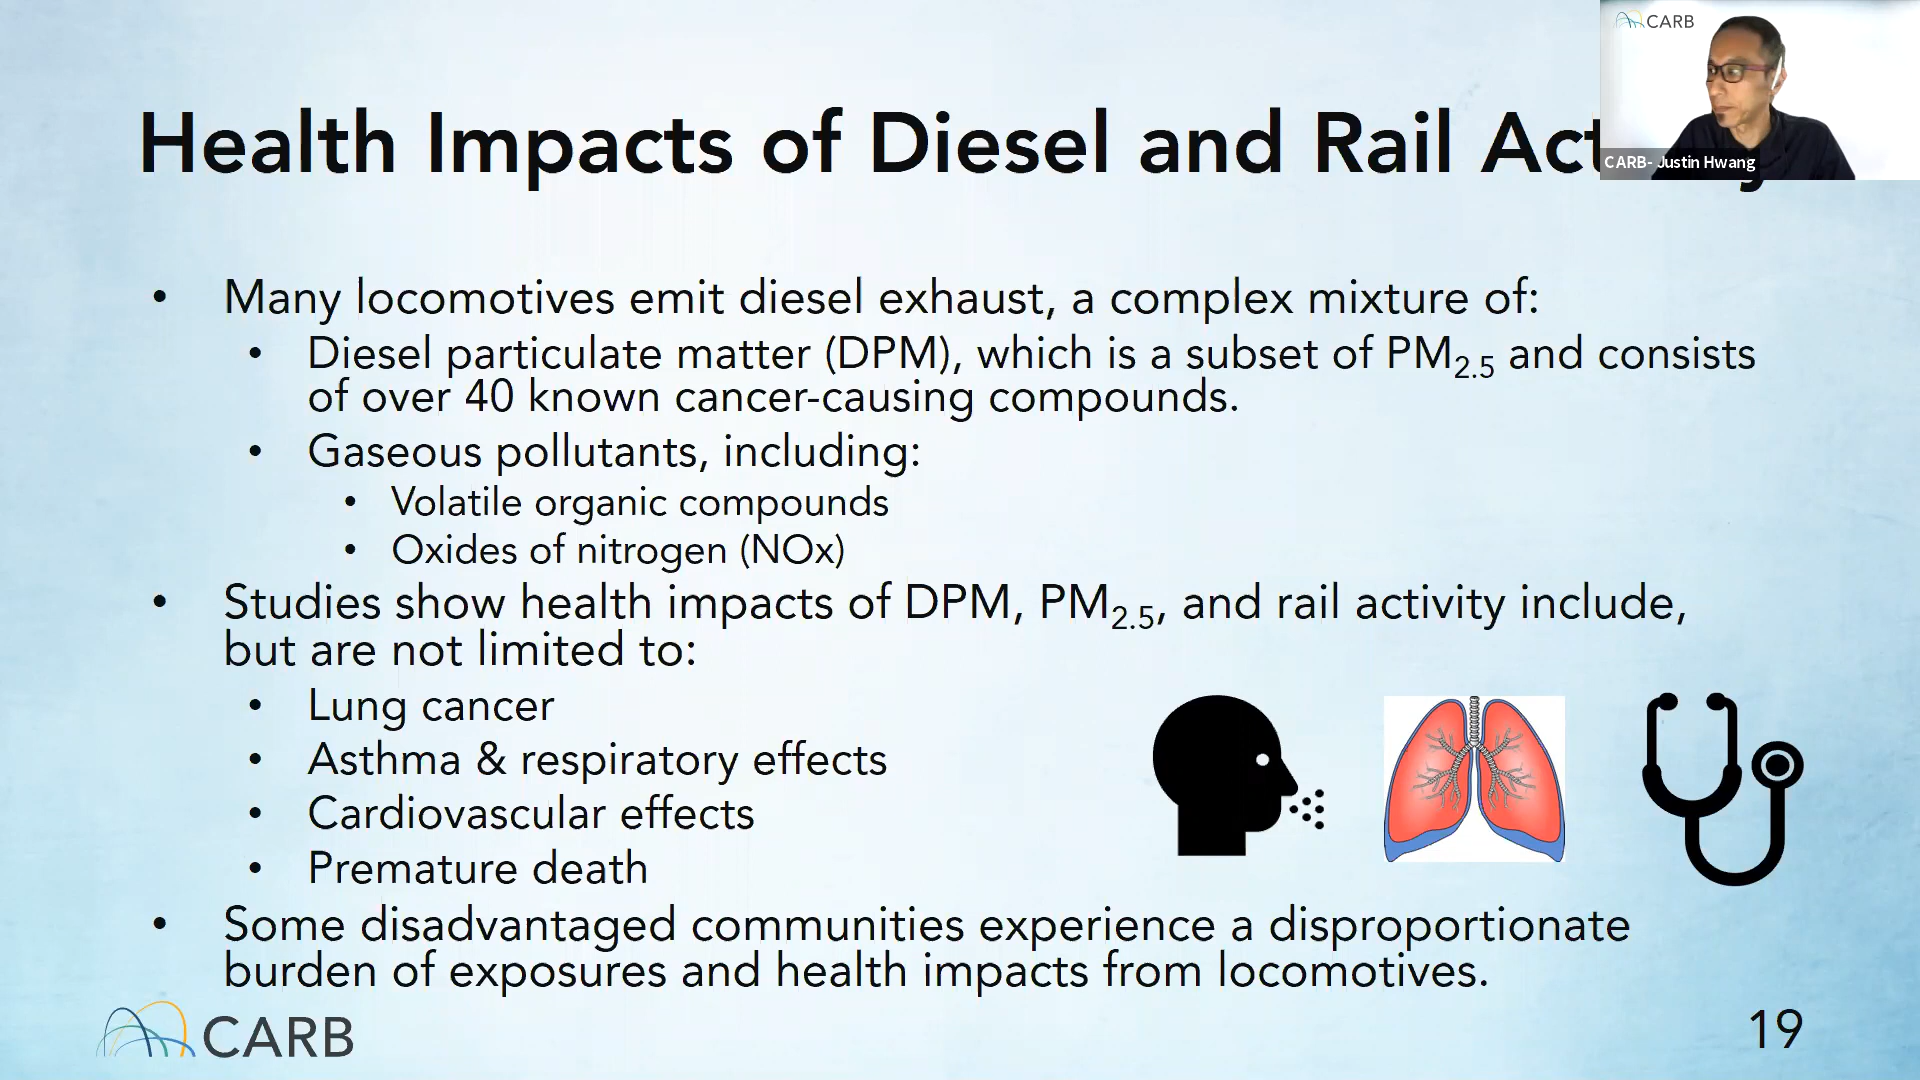 CARB
CARB- Justin Hwang
Health Impacts of Diesel and Rail
• Many locomotives emit diesel exhaust, a complex mixture of:
• Diesel particulate matter (DPM), which is a subset of PM2.5 and consists
of over 40 known cancer-causing compounds.
• Gaseous pollutants, including:
• Volatile organic compounds
• Oxides of nitrogen (NOx)
• Studies show health impacts of DPM, PM2.5, and rail activity include,
but are not limited to:
• Lung cancer
• Asthma & respiratory effects
• Cardiovascular effects
• Premature death
• Some disadvantaged communities experience a disproportionate
burden of exposures and health impacts from locomotives.
CARB
19